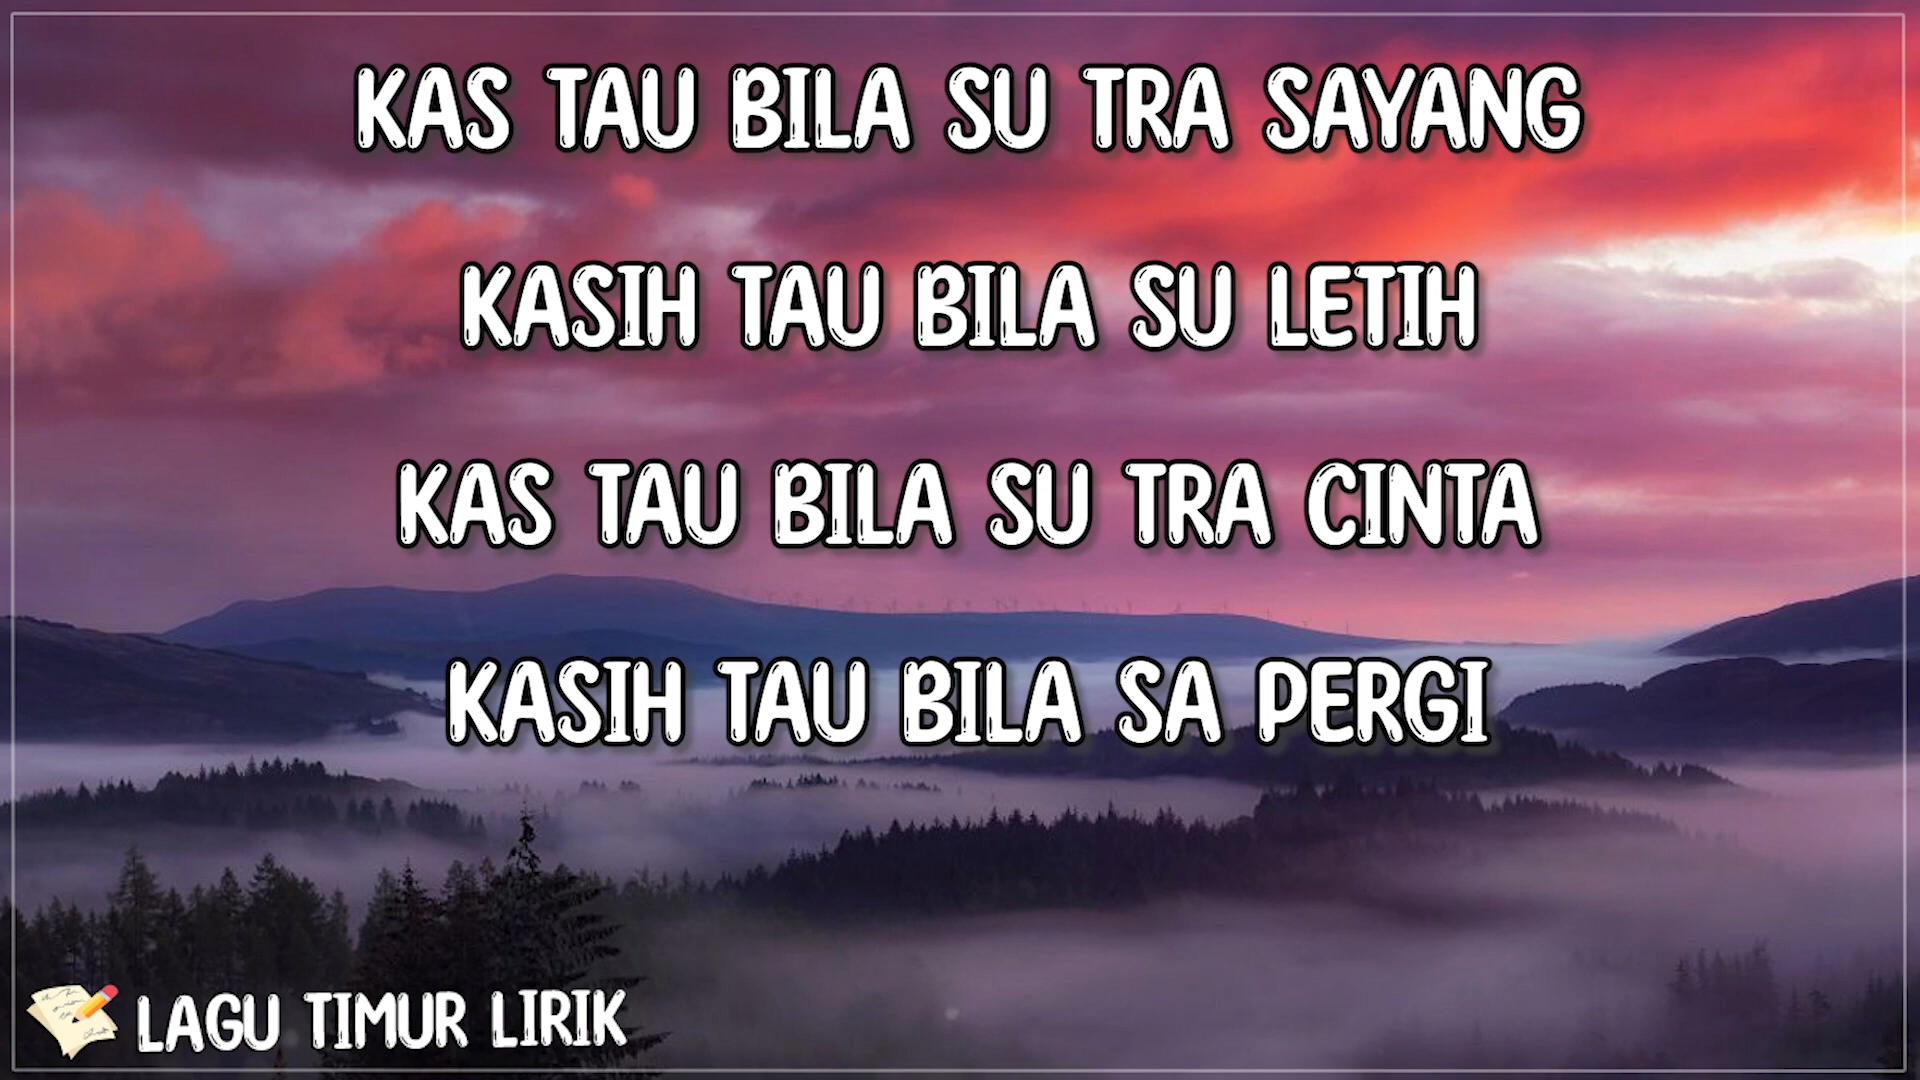 KAS TAU BILA SU TRA SAYANG
KASIH TAU BILA SU LETIH
KAS TAU BILA SU TRA CINTA
KASIH TAU BILA SA PERGI
LAGU TIMUR LIRIK